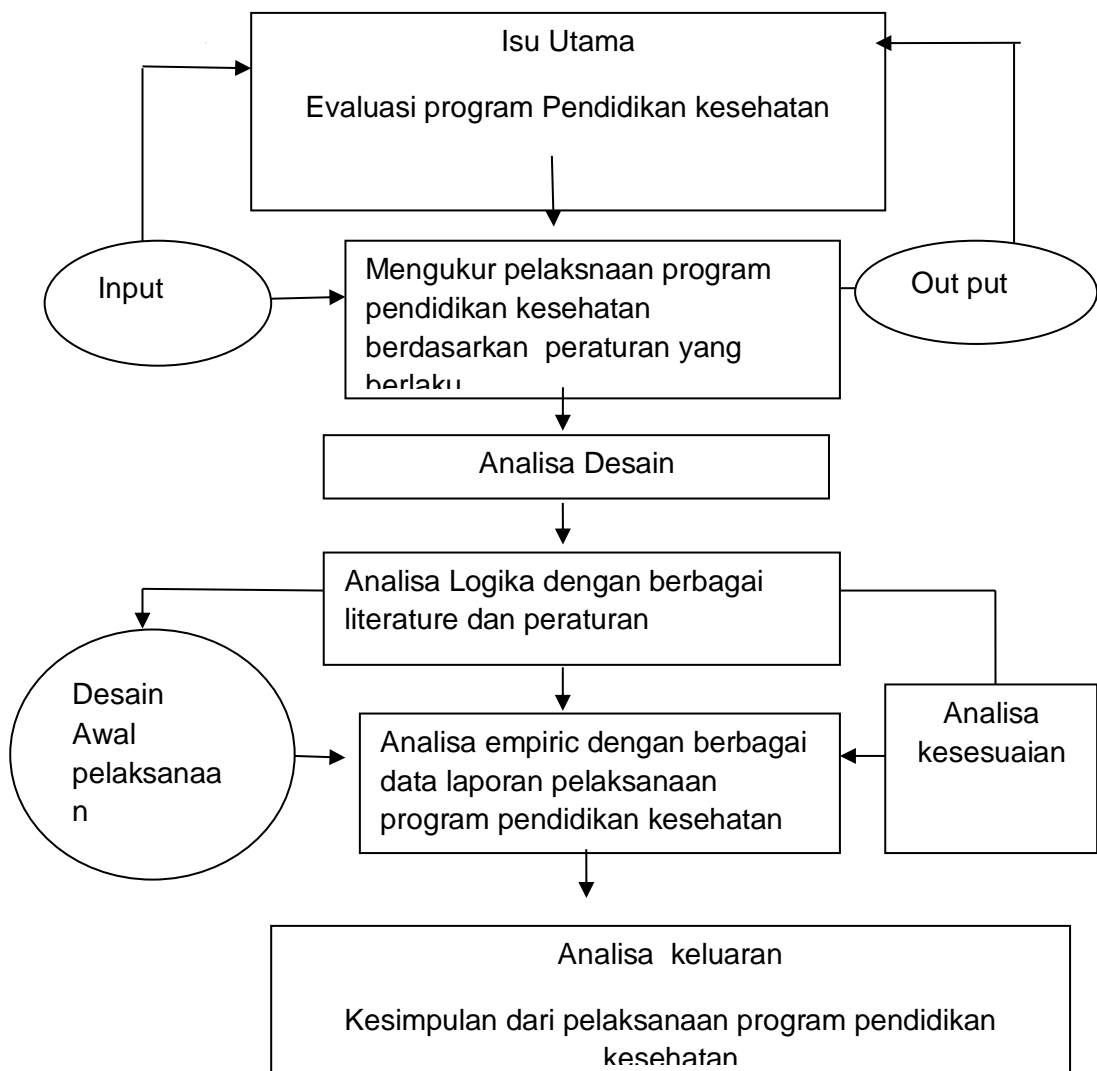 Isu Utama
Evaluasi program Pendidikan kesehatan
Input
Mengukur pelaksnaan program
pendidikan kesehatan
berdasarkan peraturan yang
berlaku
Out put
Analisa Desain
Analisa Logika dengan berbagai
literature dan peraturan
Desain
Awal
pelaksanaa
n
Analisa empiric dengan berbagai
data laporan pelaksanaan
program pendidikan kesehatan
Analisa
kesesuaian
Analisa keluaran
Kesimpulan dari pelaksanaan program pendidikan
kesehatan